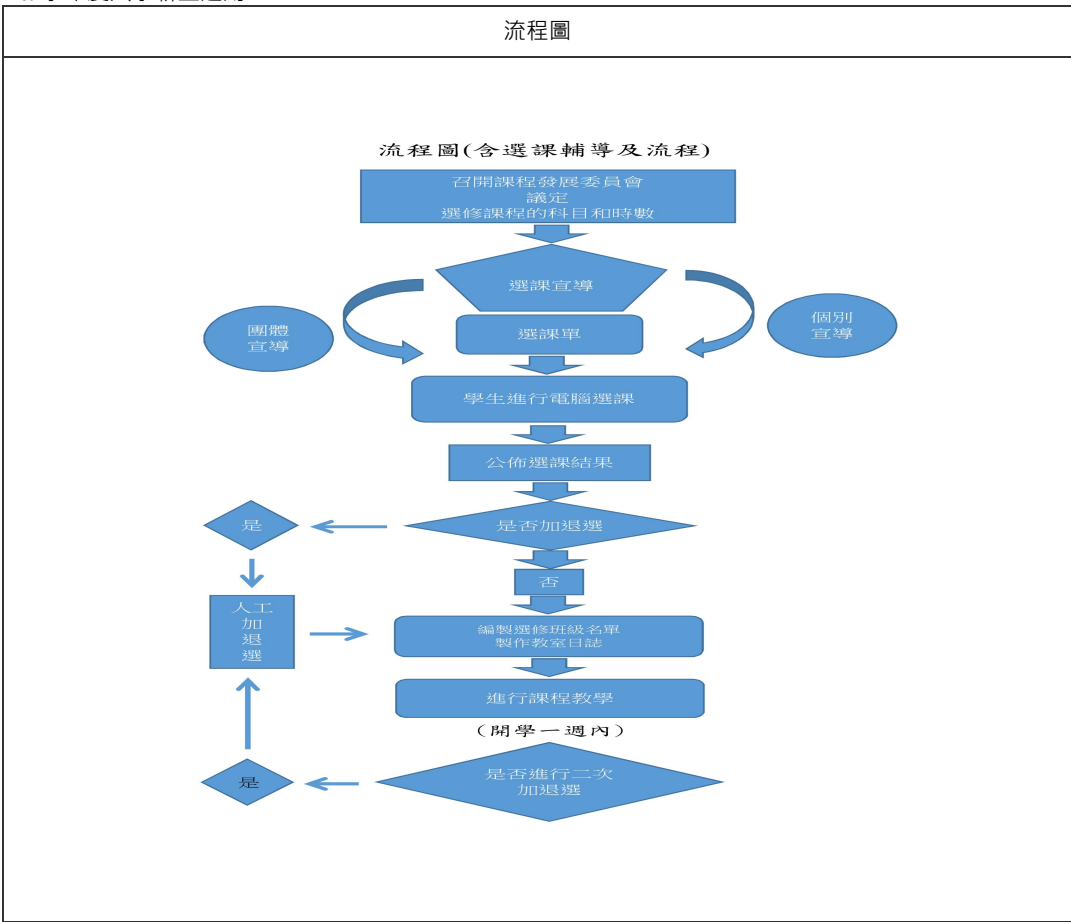 流程圖
流程圖(含選課輔導及流程)
召開課程發展委員會
議定
選修課程的科目和時數
選課宣導
團體
宣導
個別
宣導
選課單
學生進行電腦選課
公佈選課結果
是
是否加退選
否
人工
加
退
選
編製選修班級名單
製作教室日誌
進行課程教學
(開學一週內)
是
是否進行二次
加退選